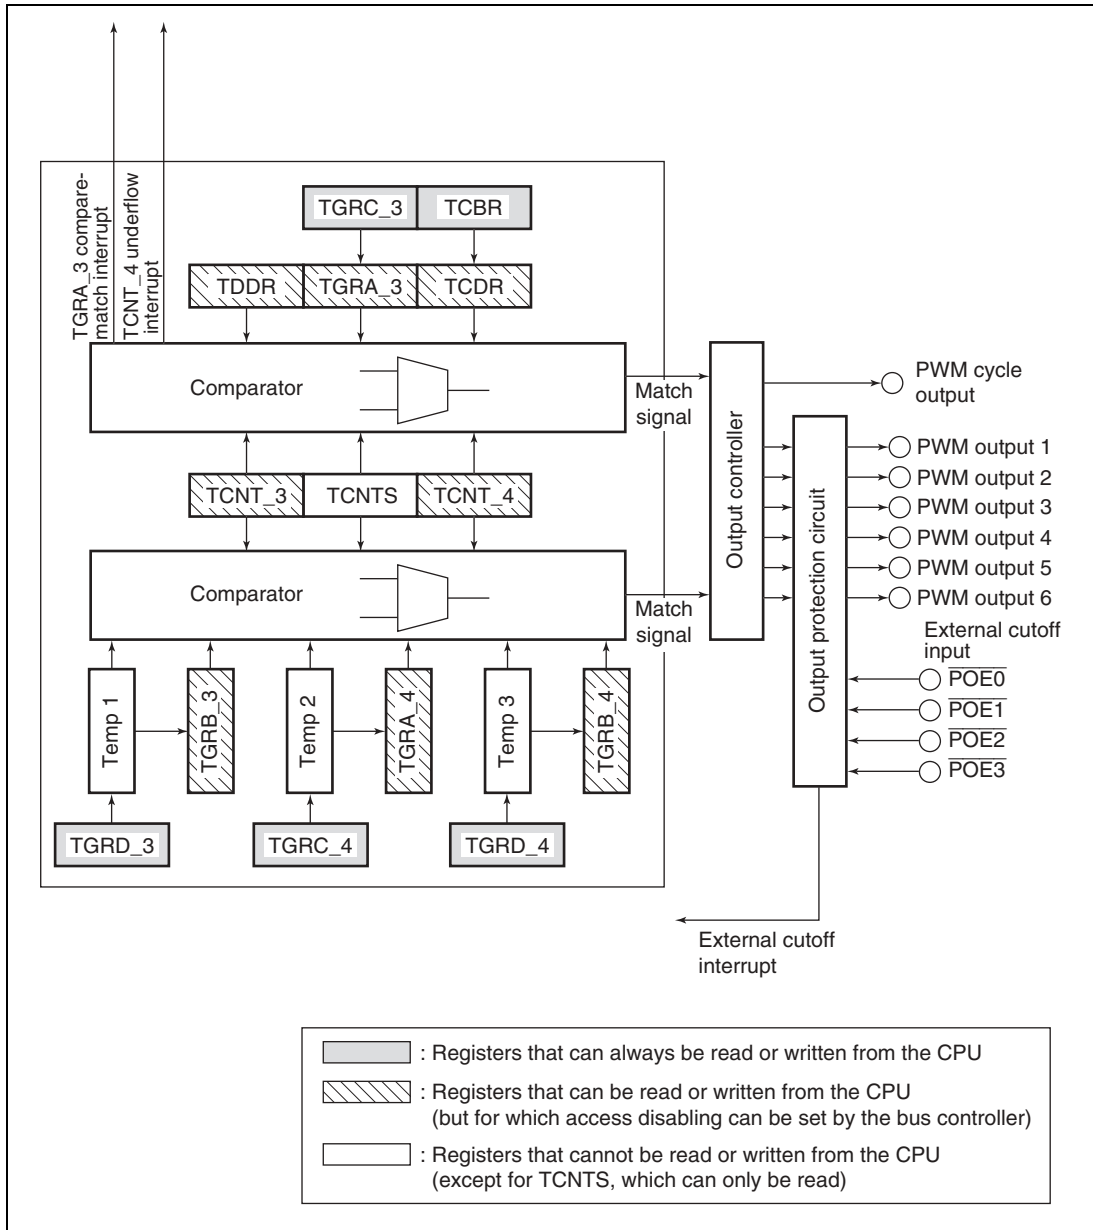 TGRA_3 compare-
match interrupt
TCNT_4 underflow
interrupt
TGRC_3 TCBR
TDDR TGRA_3 TCDR
Comparator
Match
signal
PWM cycle
output
Output controller
Output protection circuit
PWM output 1
PWM output 2
PWM output 3
PWM output 4
PWM output 5
PWM output 6
TCNT_3 TCNTS TCNT_4
Comparator
Match
signal
External cutoff
input
P̅O̅E̅0̅
P̅O̅E̅1̅
P̅O̅E̅2̅
P̅O̅E̅3̅
Temp 1
TGRB_3
Temp 2
TGRA_4
Temp 3
TGRB_4
TGRD_3 TGRC_4 TGRD_4
External cutoff
interrupt
: Registers that can always be read or written from the CPU
: Registers that can be read or written from the CPU
(but for which access disabling can be set by the bus controller)
: Registers that cannot be read or written from the CPU
(except for TCNTS, which can only be read)